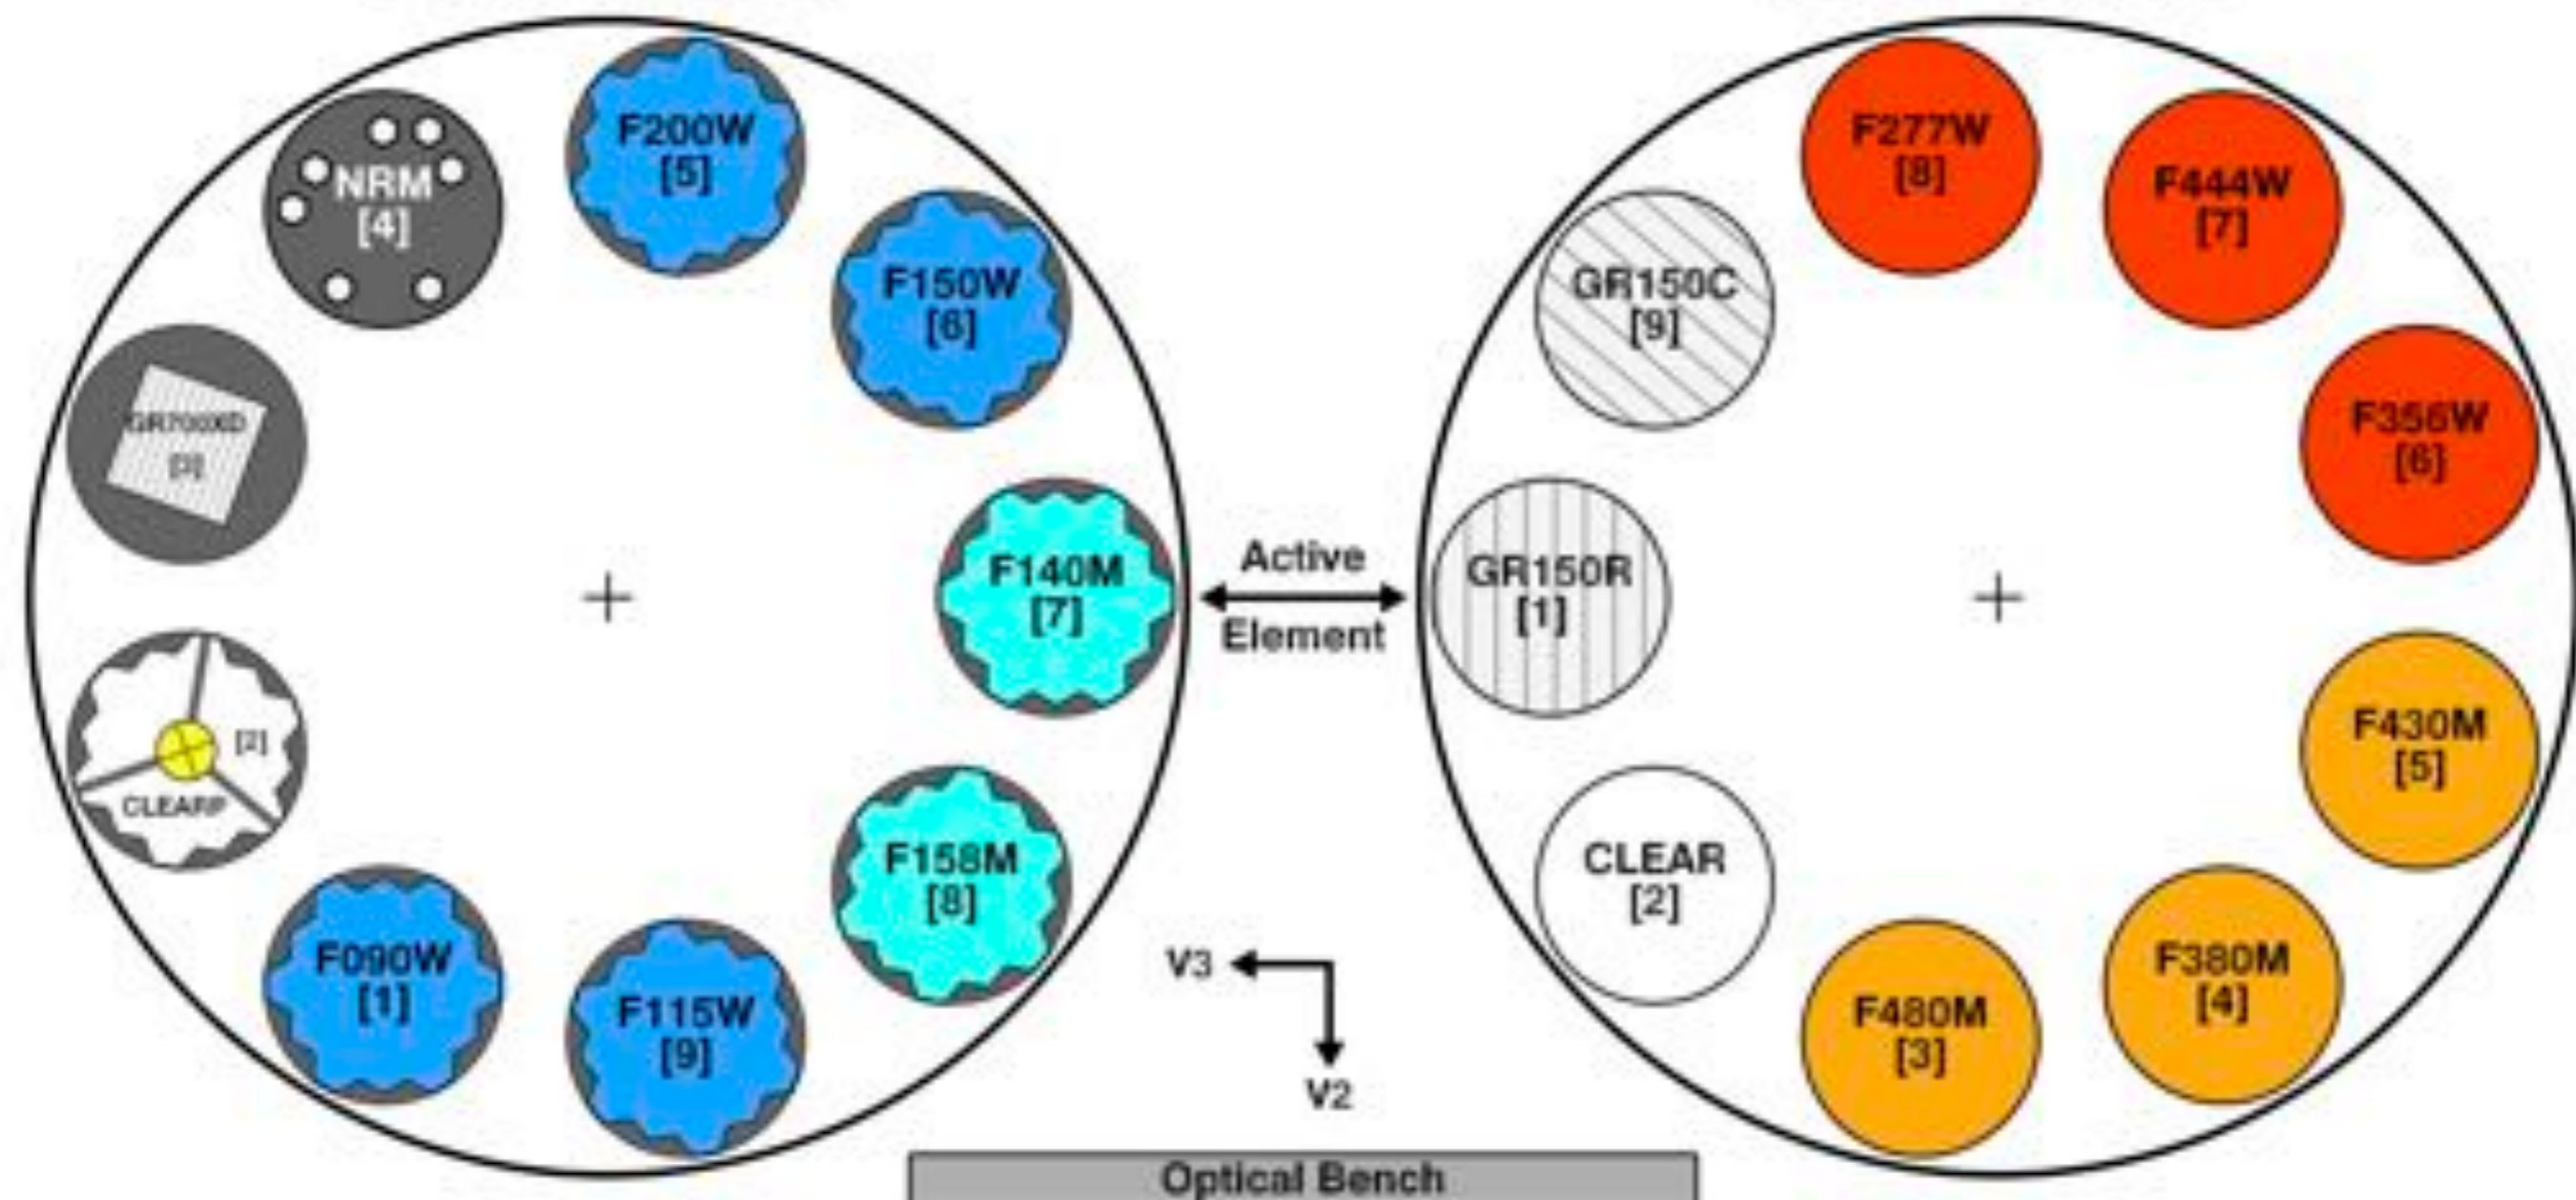 F200W
[5]
NRM
[4]
F150W
[6]
GR700XD
[3]
F140M
[7]
[2]
CLEARP
F158M
[8]
F090W
[1]
F115W
[9]
Active
Element
V3
V2
F277W
[8]
F444W
[7]
GR150C
[9]
F356W
[6]
GR150R
[1]
F430M
[5]
CLEAR
[2]
F380M
[4]
F480M
[3]
Optical Bench